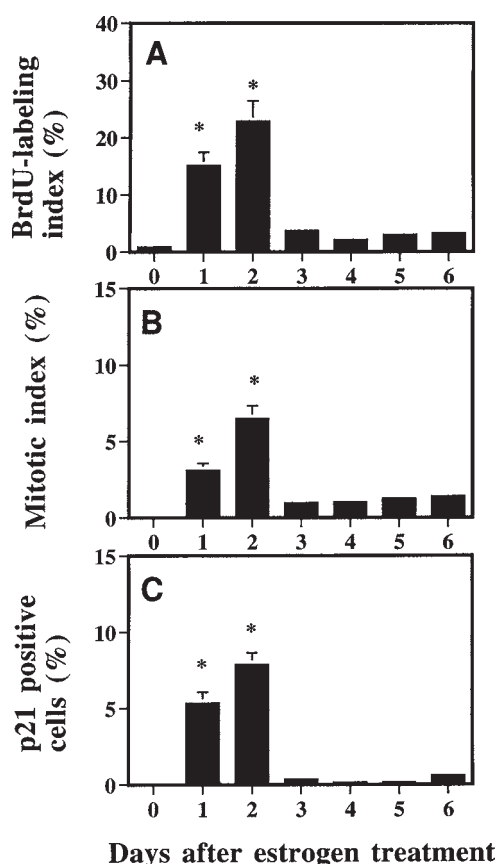 A
BrdU-labeling
index (%)
40
30
20
10
0
*
*
0 1 2 3 4 5 6
B
Mitotic index (%)
15
10
5
0
*
*
0 1 2 3 4 5 6
C
p21 positive
cells (%)
15
10
5
0
*
*
0 1 2 3 4 5 6
Days after estrogen treatment